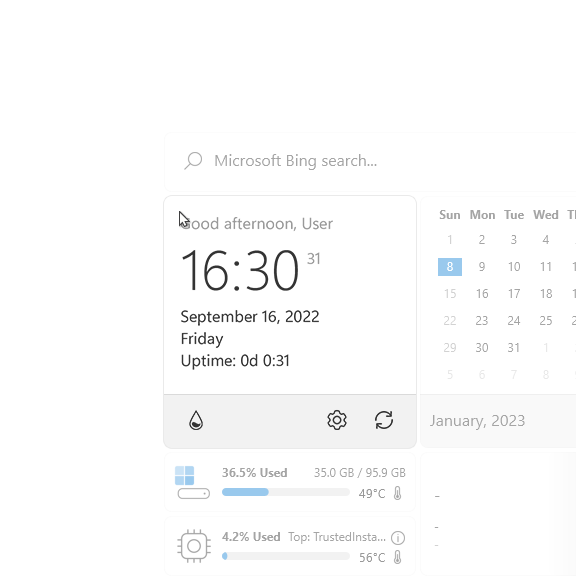 Microsoft Bing search...
Good afternoon, User
16:30 31
September 16, 2022
Friday
Uptime: 0d 0:31
Sun Mon Tue Wed
1 2 3 4
8 9 10 11
15 16 17 18
22 23 24 25
29 30 31 1
5 6 7 8
January, 2023
36.5% Used 35.0 GB / 95.9 GB
49°C
4.2% Used Top: TrustedInsta...
56°C
-
-
-